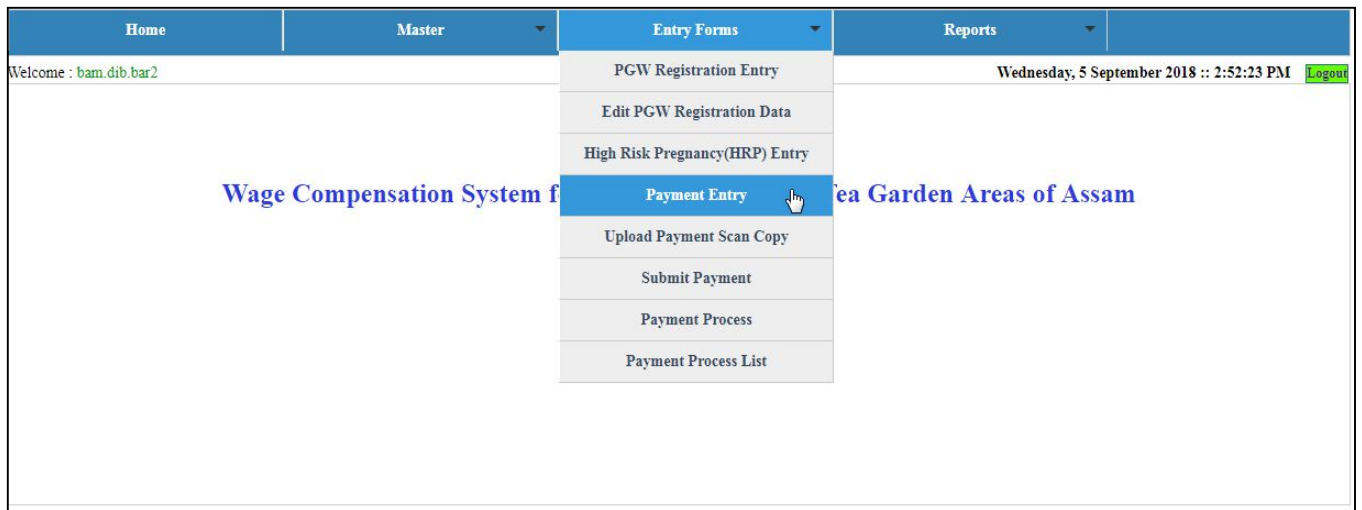 Home Master Entry Forms Reports
Welcome : bam.dib.bar2 Wednesday, 5 September 2018 :: 2:52:23 PM Logout
PGW Registration Entry
Edit PGW Registration Data
High Risk Pregnancy(HRP) Entry
Payment Entry
Upload Payment Scan Copy
Submit Payment
Payment Process
Payment Process List
Wage Compensation System ea Garden Areas of Assam